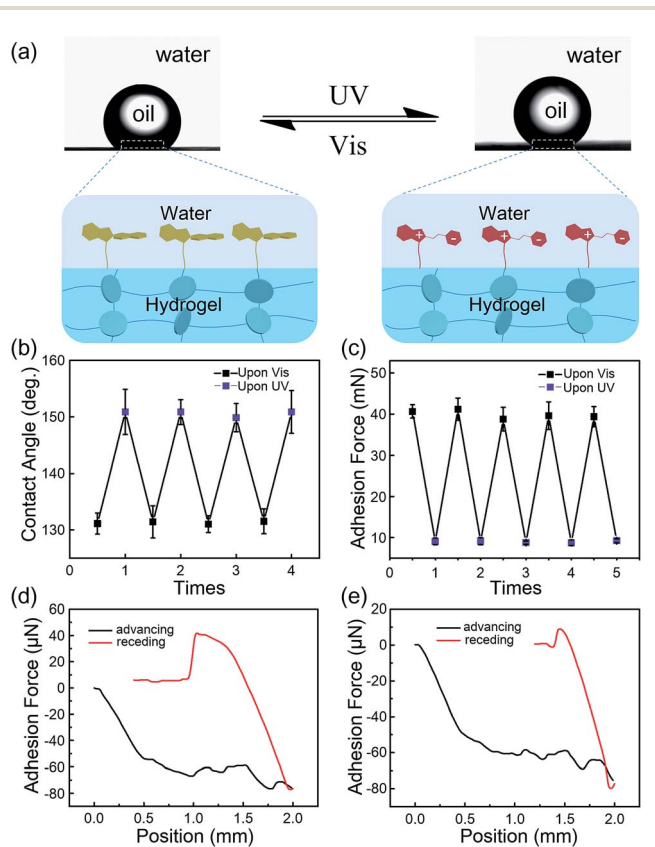 (a)
water
oil
UV
Vis
water
oil
Water
Hydrogel
Water
+ - + - + -
Hydrogel
(b)
160
150
140
130
Contact Angle (deg.)
Upon Vis
Upon UV
0 1 2 3 4
Times
(c)
50
40
30
20
10
Adhesion Force (mN)
Upon Vis
Upon UV
0 1 2 3 4 5
Times
(d)
60
40
20
0
-20
-40
-60
-80
Adhesion Force (µN)
advancing
receding
0.0 0.5 1.0 1.5 2.0
Position (mm)
(e)
20
0
-20
-40
-60
-80
Adhesion Force (µN)
advancing
receding
0.0 0.5 1.0 1.5 2.0
Position (mm)